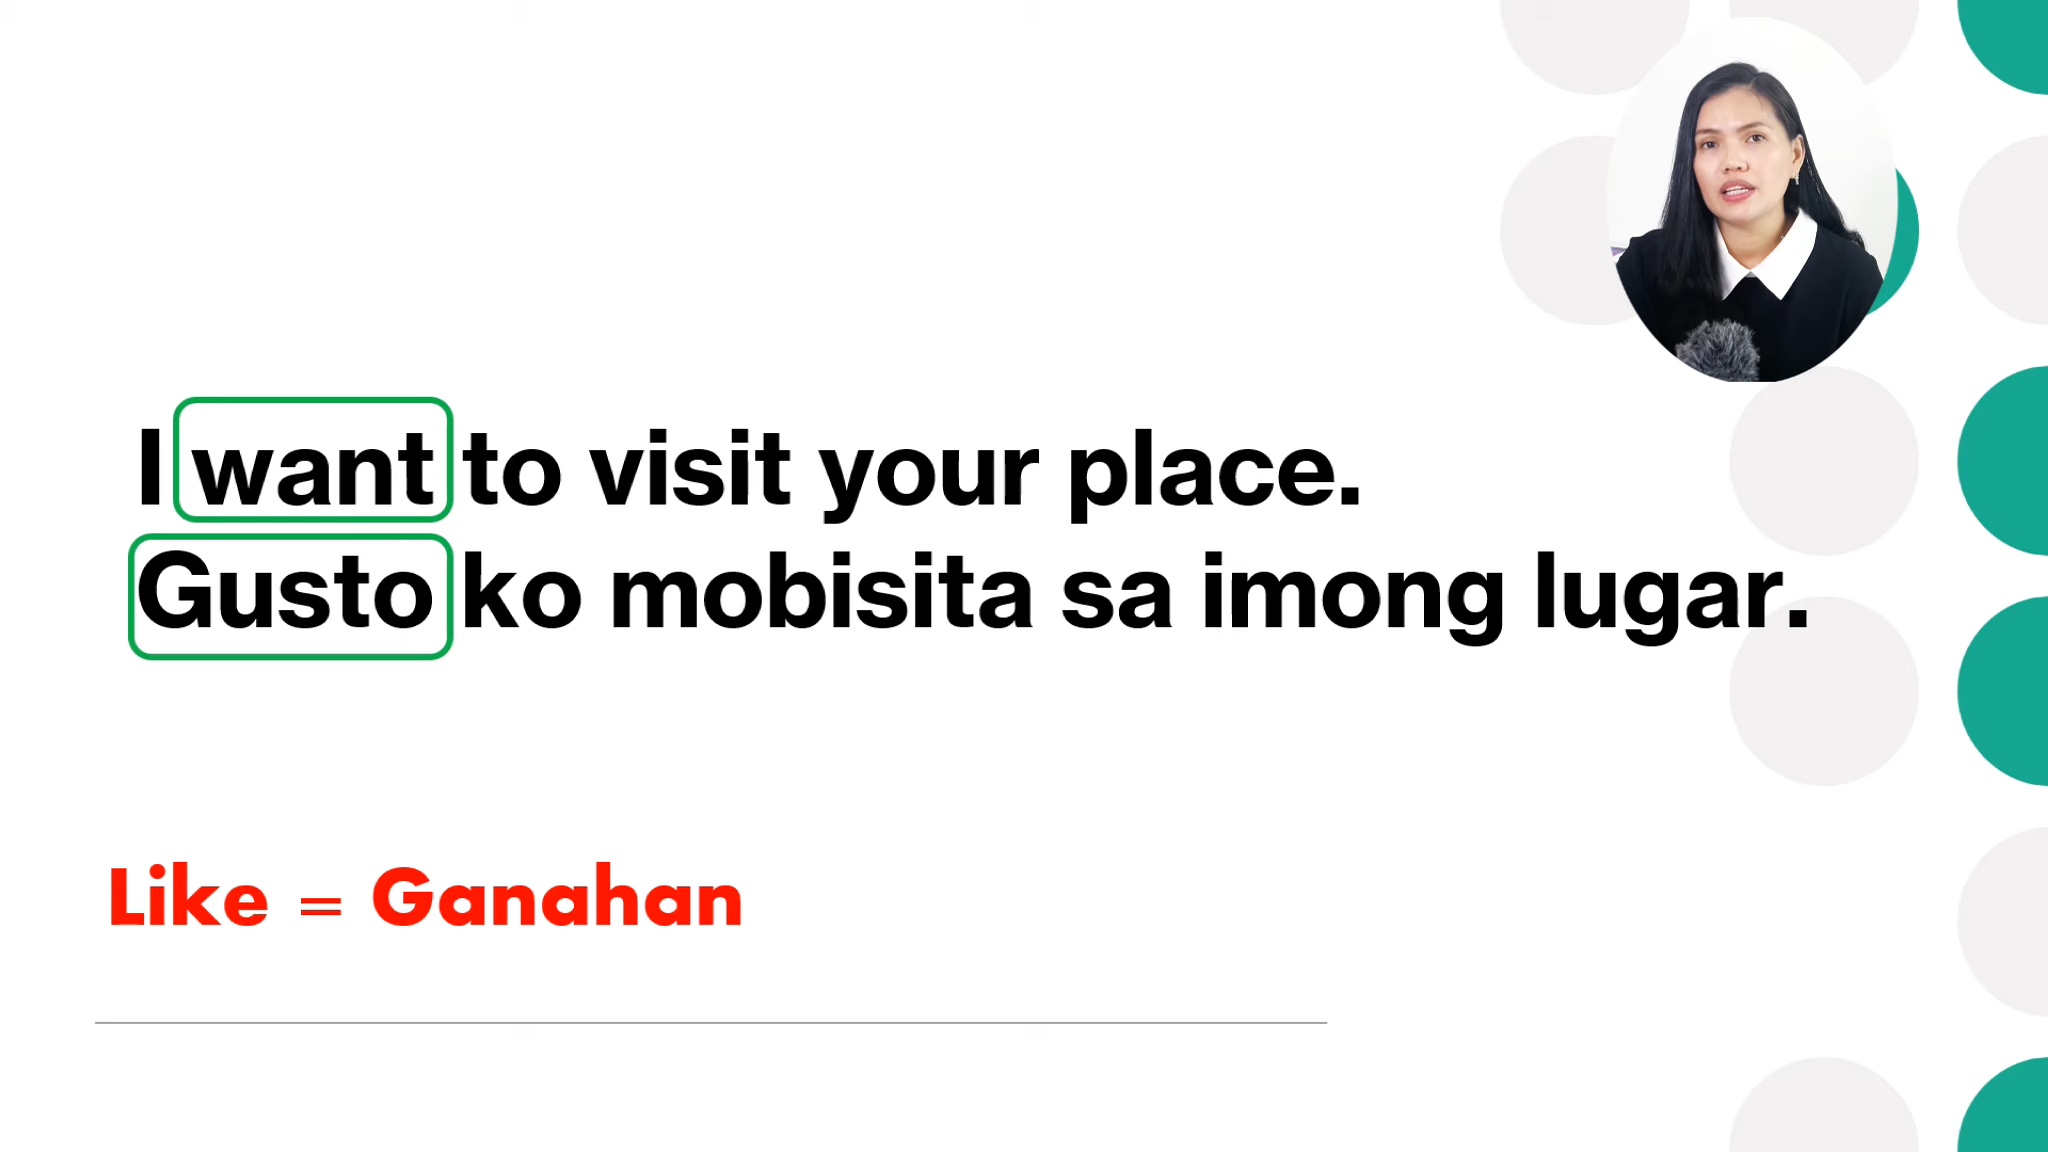 I want to visit your place.
Gusto ko mobisita sa imong lugar.
Like = Ganahan